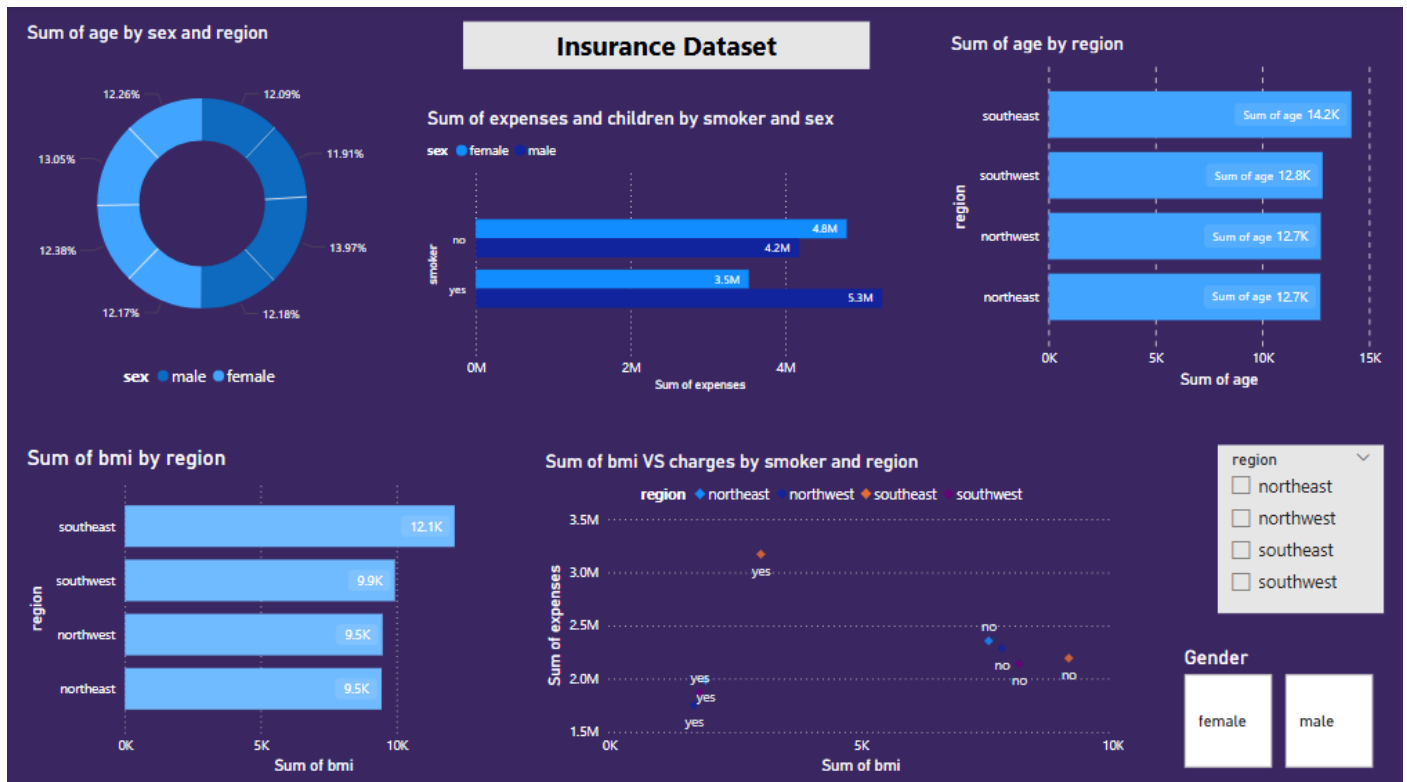 Sum of age by sex and region
12.26%
12.09%
13.05%
11.91%
12.38%
13.97%
12.17%
12.18%
sex male female
Insurance Dataset
Sum of expenses and children by smoker and sex
sex female male
smoker
no
4.8M
4.2M
yes
3.5M
5.3M
0M 2M 4M
Sum of expenses
Sum of age by region
region
southeast Sum of age 14.2K
southwest Sum of age 12.8K
northwest Sum of age 12.7K
northeast Sum of age 12.7K
0K 5K 10K 15K
Sum of age
Sum of bmi by region
region
southeast 12.1K
southwest 9.9K
northwest 9.5K
northeast 9.5K
0K 5K 10K
Sum of bmi
Sum of bmi VS charges by smoker and region
region northeast northwest southeast southwest
Sum of expenses
3.5M
3.0M
yes
2.5M
no
no
no
no
2.0M
yes
yes
yes
1.5M
0K 5K 10K
Sum of bmi
region
northeast
northwest
southeast
southwest
Gender
female male